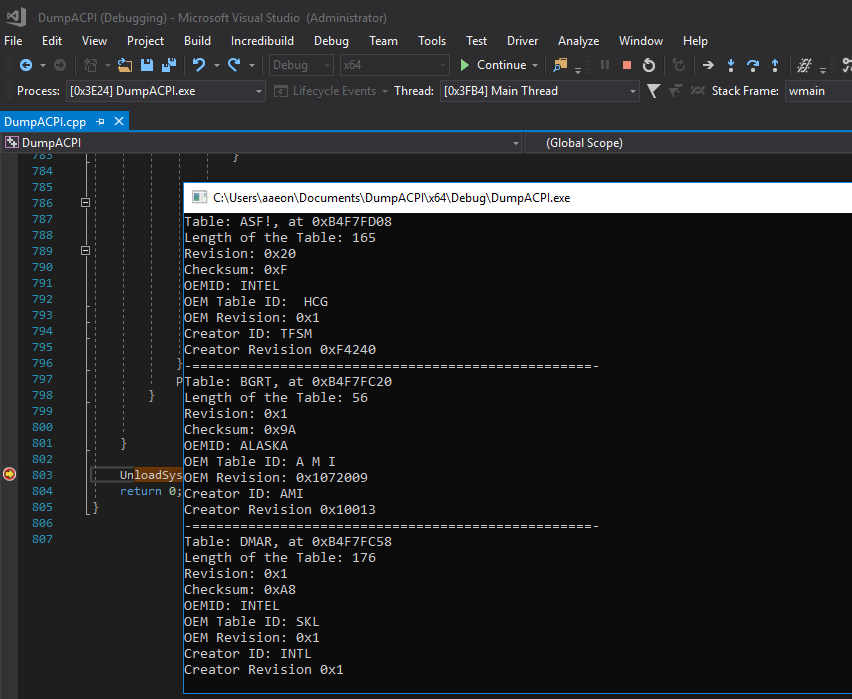 DumpACPI (Debugging) - Microsoft Visual Studio  (Administrator)
File Edit View Project Build Incredibuild Debug Team Tools Test Driver Analyze Window Help
Debug x64 Continue
Process: [0x3E24] DumpACPI.exe Lifecycle Events Thread: [0x3FB4] Main Thread Stack Frame: wmain
DumpACPI.cpp
DumpACPI (Global Scope)
783 }
784
785
786
787
788
789
790
791
792
793
794
795
796 }
797 p
798 }
799
800
801 }
802
803 UnloadSys
804 return 0;
805 }
806
807
C:\Users\aaeon\Documents\DumpACPI\x64\Debug\DumpACPI.exe
Table: ASF!, at 0xB4F7FD08
Length of the Table: 165
Revision: 0x20
Checksum: 0xF
OEMID: INTEL
OEM Table ID:  HCG
OEM Revision: 0x1
Creator ID: TFSM
Creator Revision 0xF4240
-==================================================-
Table: BGRT, at 0xB4F7FC20
Length of the Table: 56
Revision: 0x1
Checksum: 0x9A
OEMID: ALASKA
OEM Table ID: A M I
OEM Revision: 0x1072009
Creator ID: AMI
Creator Revision 0x10013
-==================================================-
Table: DMAR, at 0xB4F7FC58
Length of the Table: 176
Revision: 0x1
Checksum: 0xA8
OEMID: INTEL
OEM Table ID: SKL
OEM Revision: 0x1
Creator ID: INTL
Creator Revision 0x1